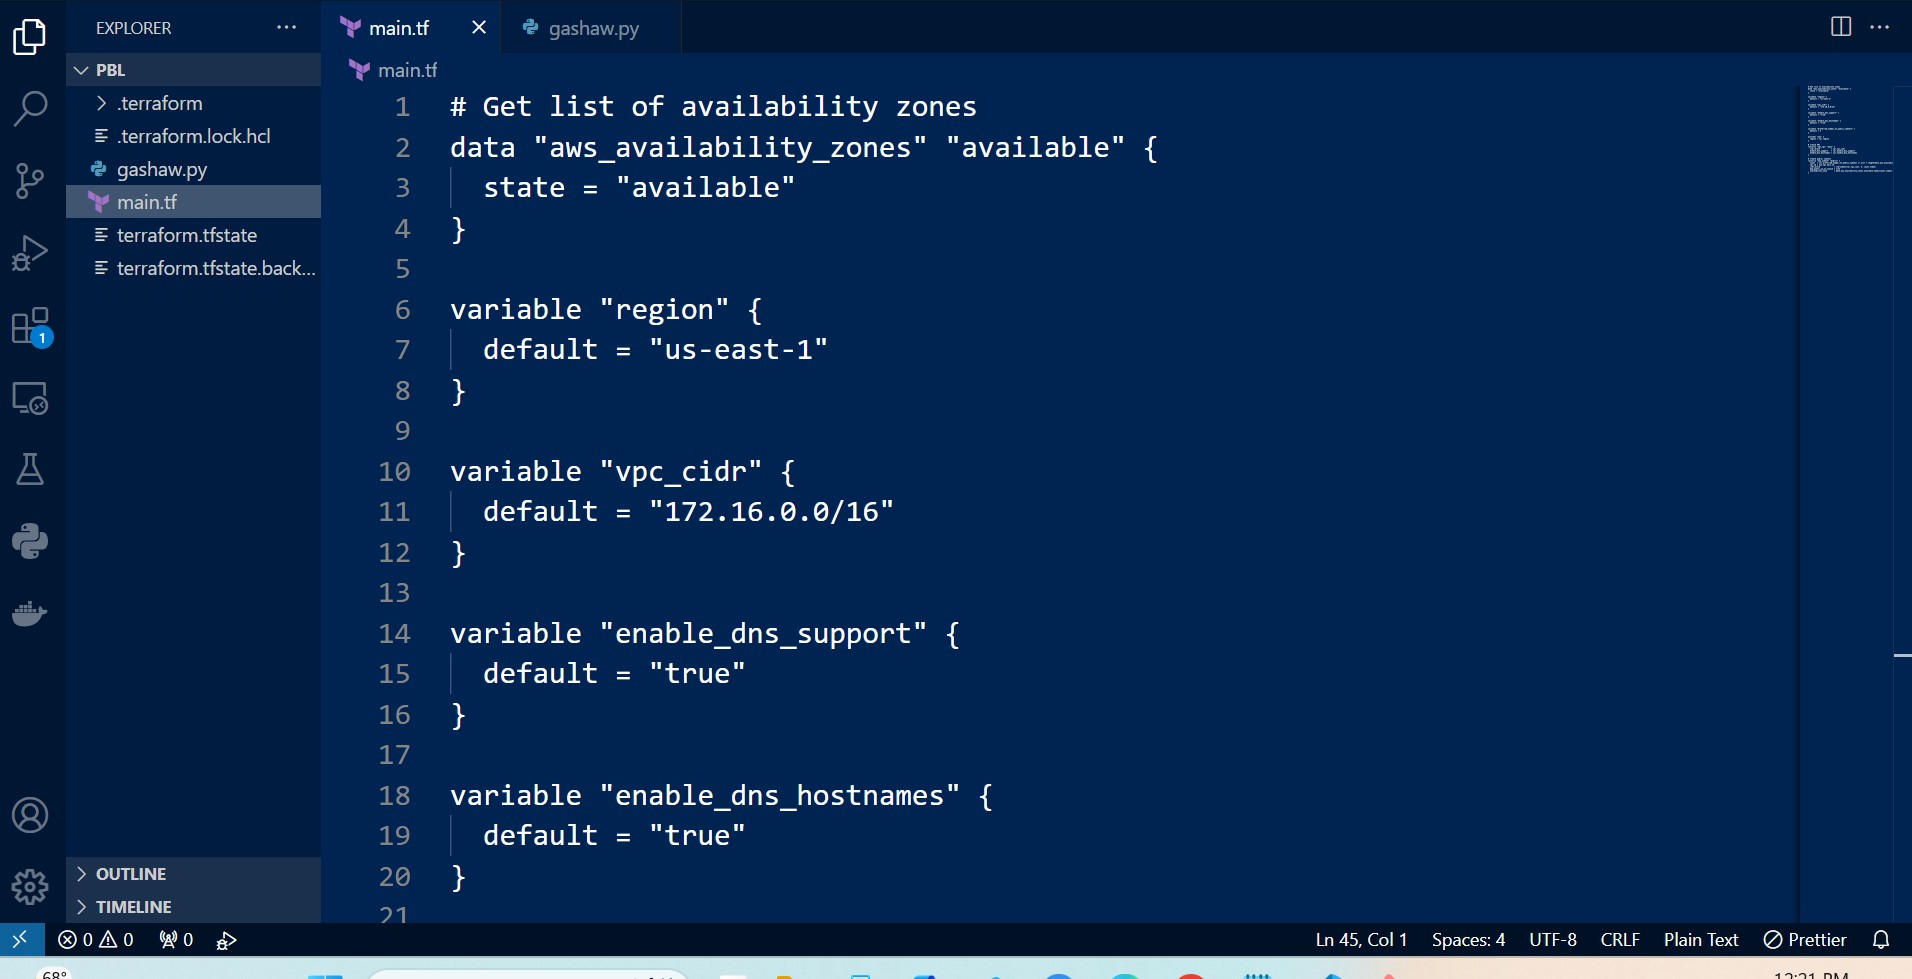 EXPLORER
PBL
.terraform
.terraform.lock.hcl
gashaw.py
main.tf
terraform.tfstate
terraform.tfstate.back...
1
OUTLINE
TIMELINE
main.tf
gashaw.py
main.tf
1 # Get list of availability zones
2 data "aws_availability_zones" "available" {
3 state = "available"
4 }
5
6 variable "region" {
7 default = "us-east-1"
8 }
9
10 variable "vpc_cidr" {
11 default = "172.16.0.0/16"
12 }
13
14 variable "enable_dns_support" {
15 default = "true"
16 }
17
18 variable "enable_dns_hostnames" {
19 default = "true"
20 }
21
0 0 0 Ln 45, Col 1 Spaces: 4 UTF-8 CRLF Plain Text Prettier
68°
12:21 PM